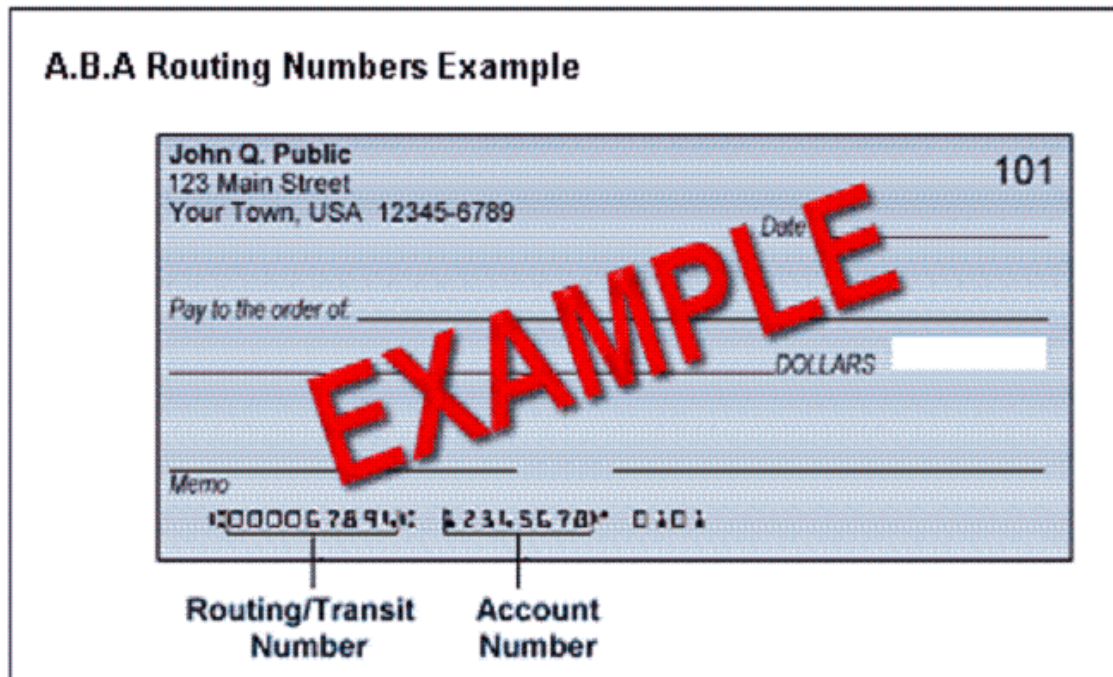 A.B.A Routing Numbers Example
John Q. Public
101
123 Main Street
Your Town, USA 12345-6789
Date
EXAMPLE
Pay to the order of:
DOLLARS
Memo
⑆000067894⑆ 12345678⑈ 0101
Routing/Transit Number
Account Number